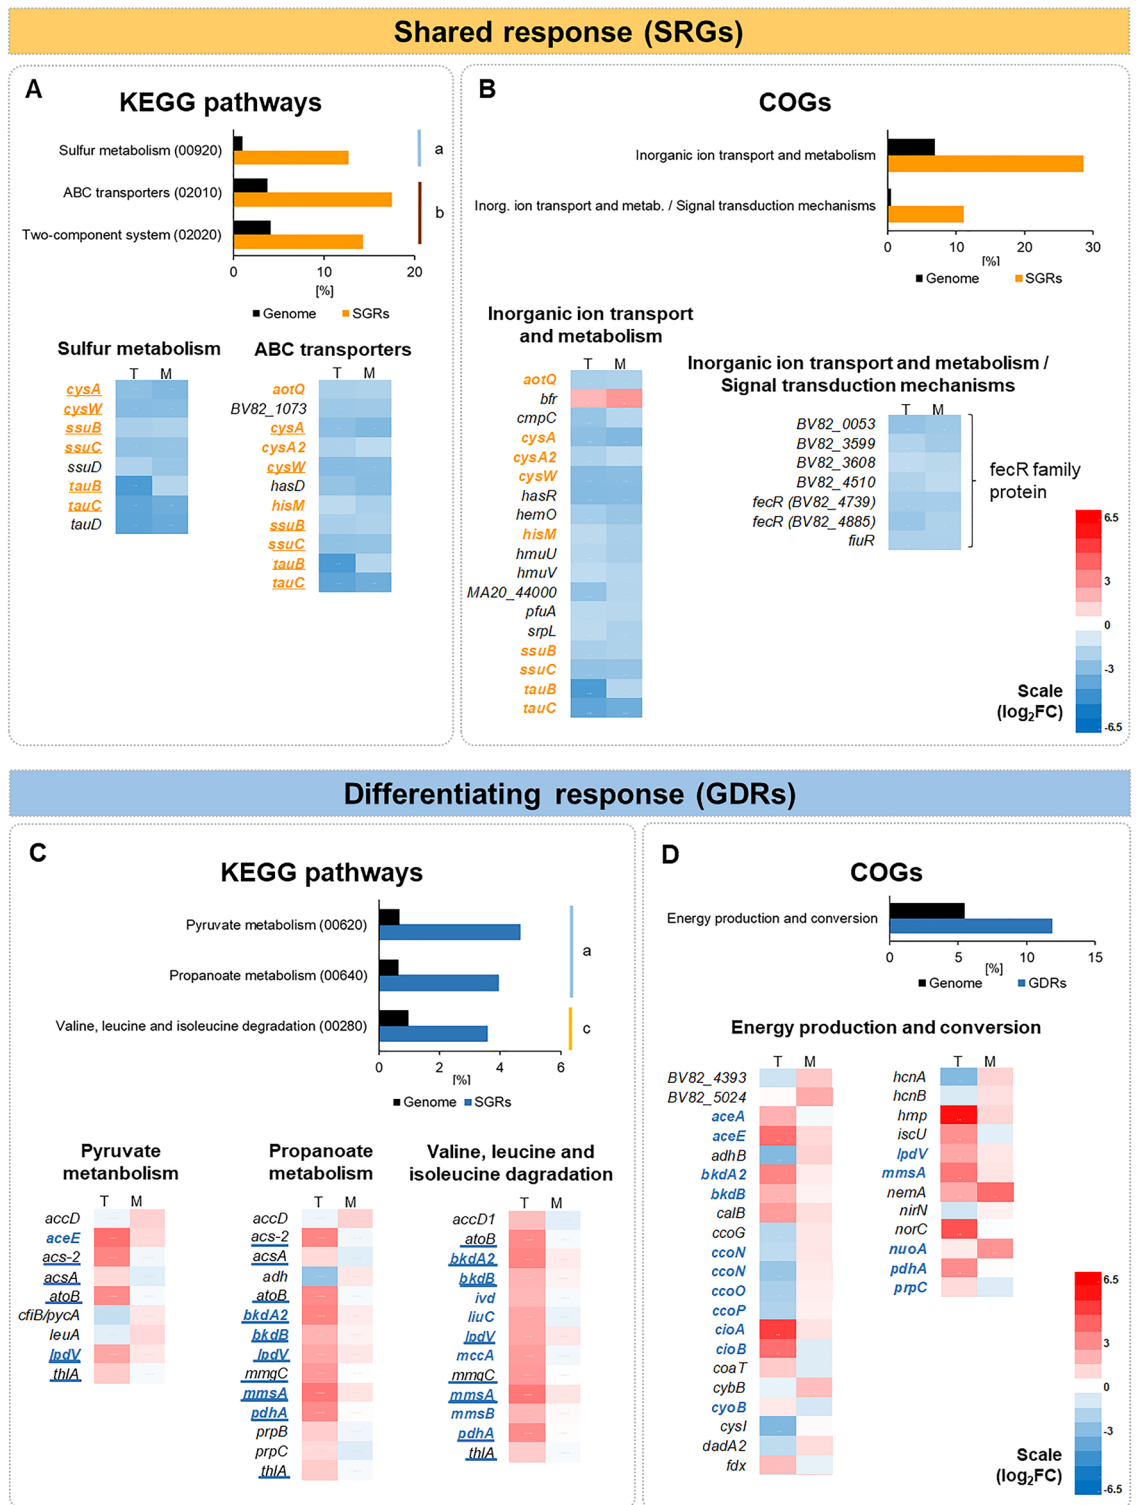 Shared response (SRGs)
A
KEGG pathways
Sulfur metabolism (00920)
ABC transporters (02010)
Two-component system (02020)
a
b
0
10
20
[%]
Genome
SGRs
Sulfur metabolism
T M
cysA
cysW
ssuB
ssuC
ssuD
tauB
tauC
tauD
ABC transporters
T M
aotQ
BV82_1073
cysA
cysA2
cysW
hasD
hisM
ssuB
ssuC
tauB
tauC
B
COGs
Inorganic ion transport and metabolism
Inorg. ion transport and metab. / Signal transduction mechanisms
0
10
20
30
[%]
Genome
SGRs
Inorganic ion transport
and metabolism
T M
aotQ
bfr
cmpC
cysA
cysA2
cysW
hasR
hemO
hisM
hmuU
hmuV
MA20_44000
pfuA
srpL
ssuB
ssuC
tauB
tauC
Inorganic ion transport and metabolism /
Signal transduction mechanisms
T M
BV82_0053
BV82_3599
BV82_3608
BV82_4510
fecR (BV82_4739)
fecR (BV82_4885)
fiuR
fecR family
protein
6.5
3
0
-3
-6.5
Scale
(log2FC)
Differentiating response (GDRs)
C
KEGG pathways
Pyruvate metabolism (00620)
Propanoate metabolism (00640)
Valine, leucine and isoleucine degradation (00280)
a
c
0
2
4
6
[%]
Genome
SGRs
Pyruvate
metanbolism
T M
accD
aceE
acs-2
acsA
atoB
cfiB/pycA
leuA
lpdV
thlA
Propanoate
metabolism
T M
accD
acs-2
acsA
adh
atoB
bkdA2
bkdB
lpdV
mmgC
mmsA
pdhA
prpB
prpC
thlA
Valine, leucine and
isoleucine dagradation
T M
accD1
atoB
bkdA2
bkdB
ivd
liuC
lpdV
mccA
mmgC
mmsA
mmsB
pdhA
thlA
D
COGs
Energy production and conversion
0
5
10
15
[%]
Genome
GDRs
Energy production and conversion
T M
BV82_4393
BV82_5024
aceA
aceE
adhB
bkdA2
bkdB
calB
ccoG
ccoN
ccoN
ccoO
ccoP
cioA
cioB
coaT
cybB
cyoB
cysI
dadA2
fdx
T M
hcnA
hcnB
hmp
iscU
lpdV
mmsA
nemA
nirN
norC
nuoA
pdhA
prpC
6.5
3
0
-3
-6.5
Scale
(log2FC)